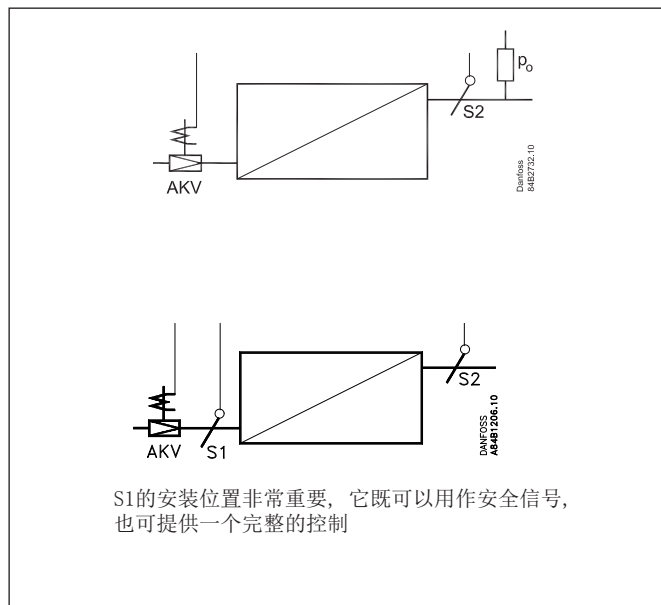 p₀
S2
AKV
Danfoss
84B2732.10
S2
AKV
S1
DANFOSS
A84B1206.10
S1的安装位置非常重要, 它既可以用作安全信号,
也可提供一个完整的控制